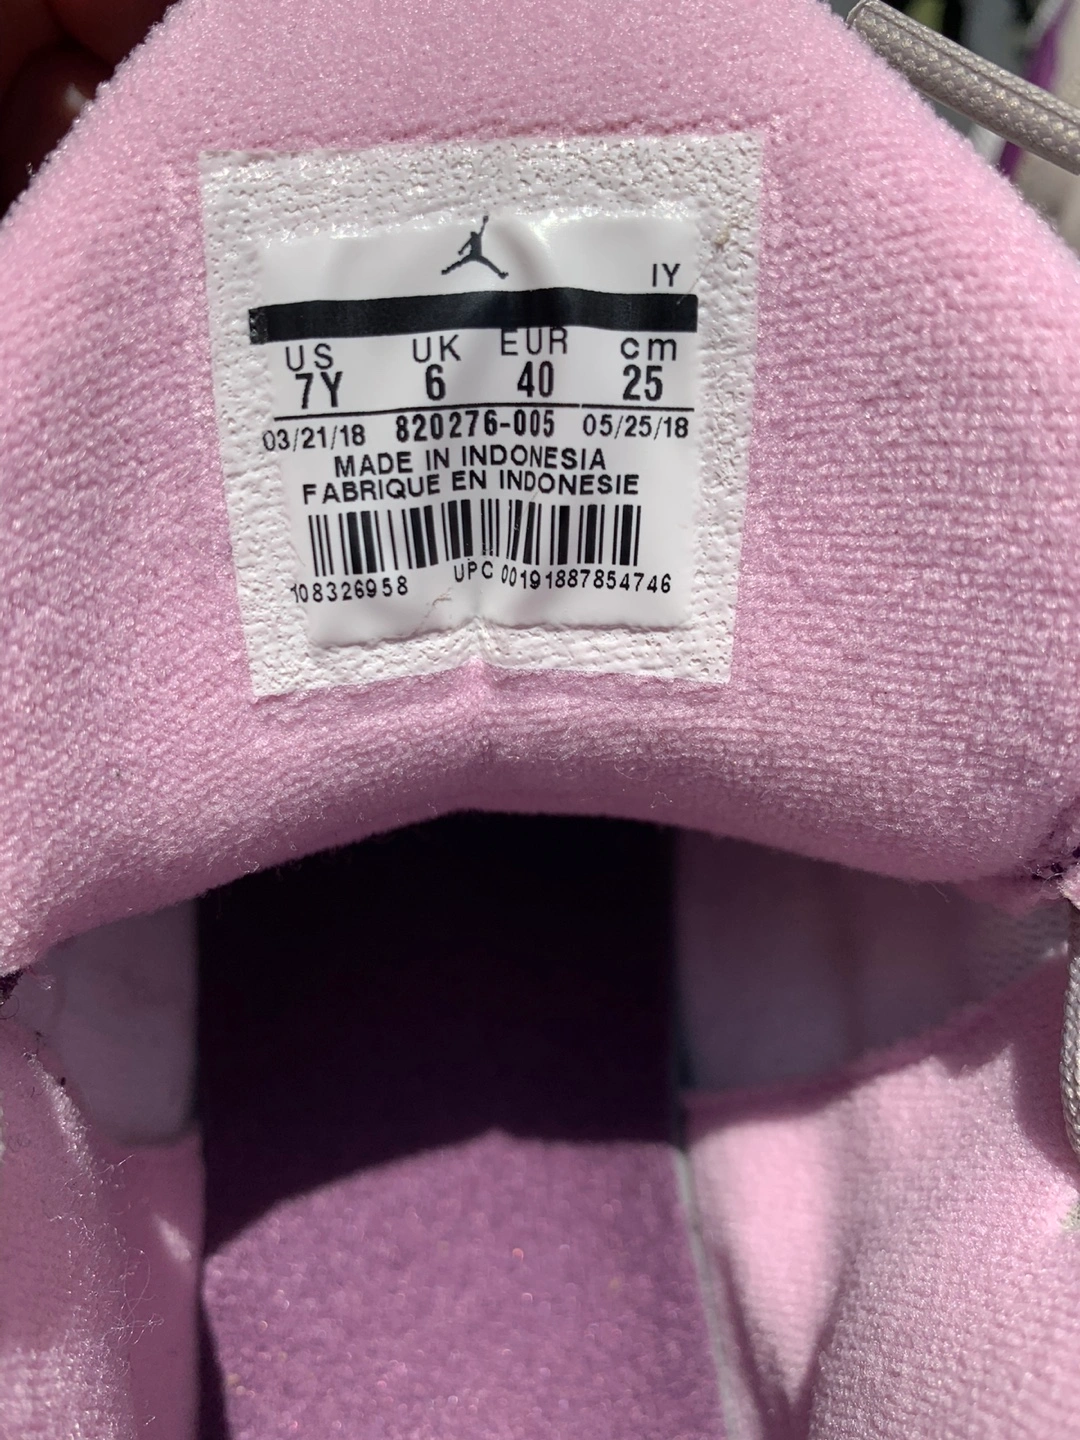 IY
US UK EUR cm
7Y 6 40 25
03/21/18 820276-005 05/25/18
MADE IN INDONESIA
FABRIQUE EN INDONESIE
108326958 UPC 00191887854746